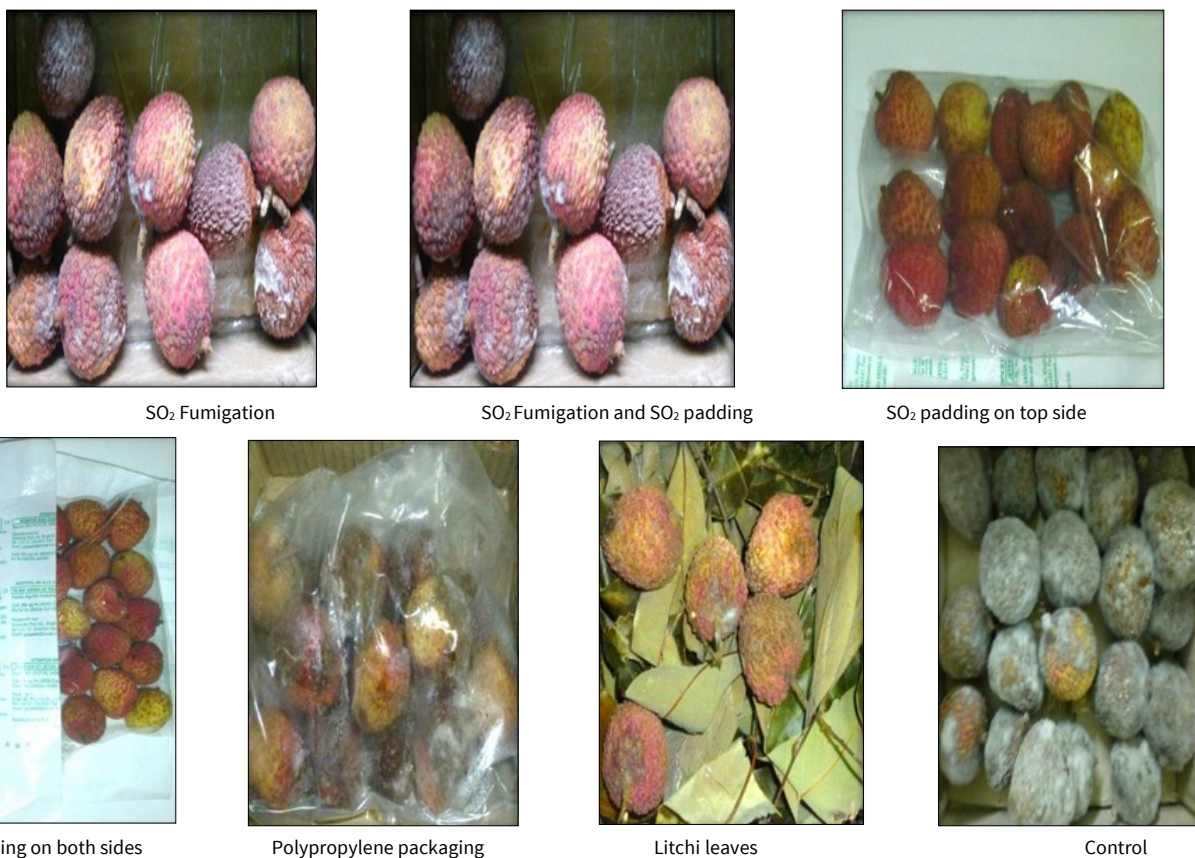 SO₂ Fumigation
SO₂ Fumigation and SO₂ padding
SO₂ padding on top side
ing on both sides
Polypropylene packaging
Litchi leaves
Control